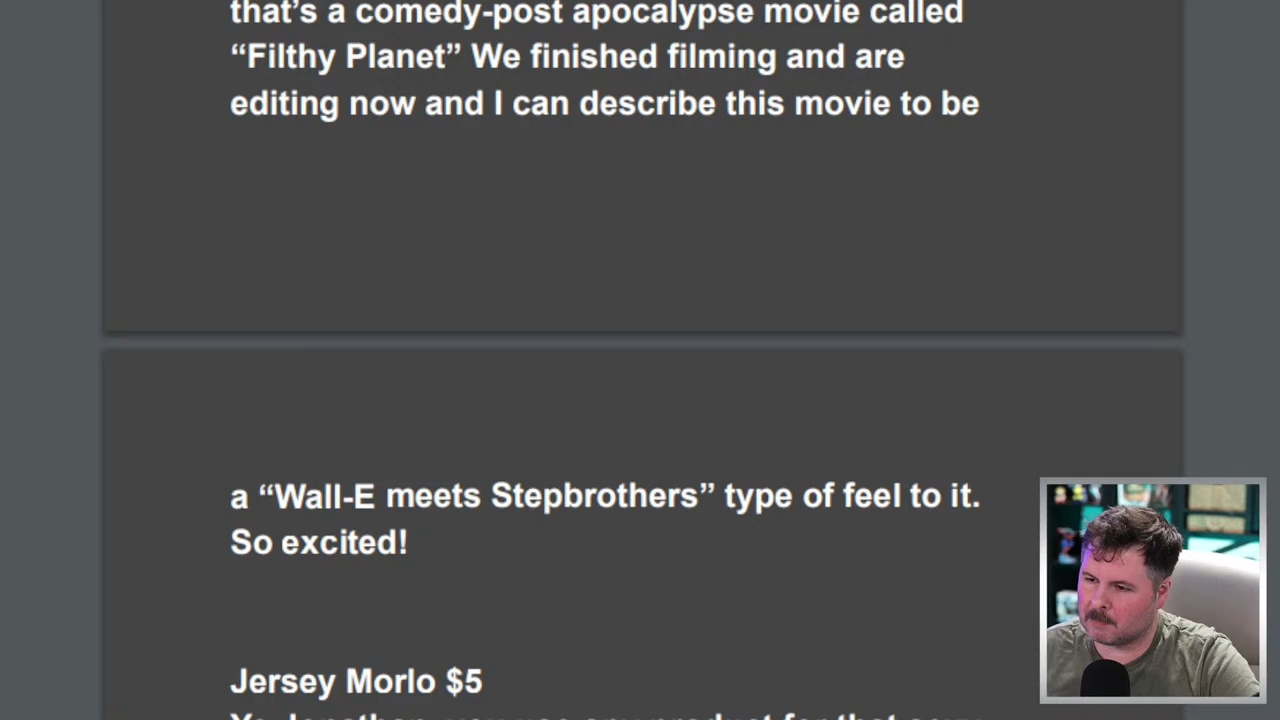 that’s a comedy-post apocalypse movie called
“Filthy Planet” We finished filming and are
editing now and I can describe this movie to be
a “Wall-E meets Stepbrothers” type of feel to it.
So excited!
Jersey Morlo $5